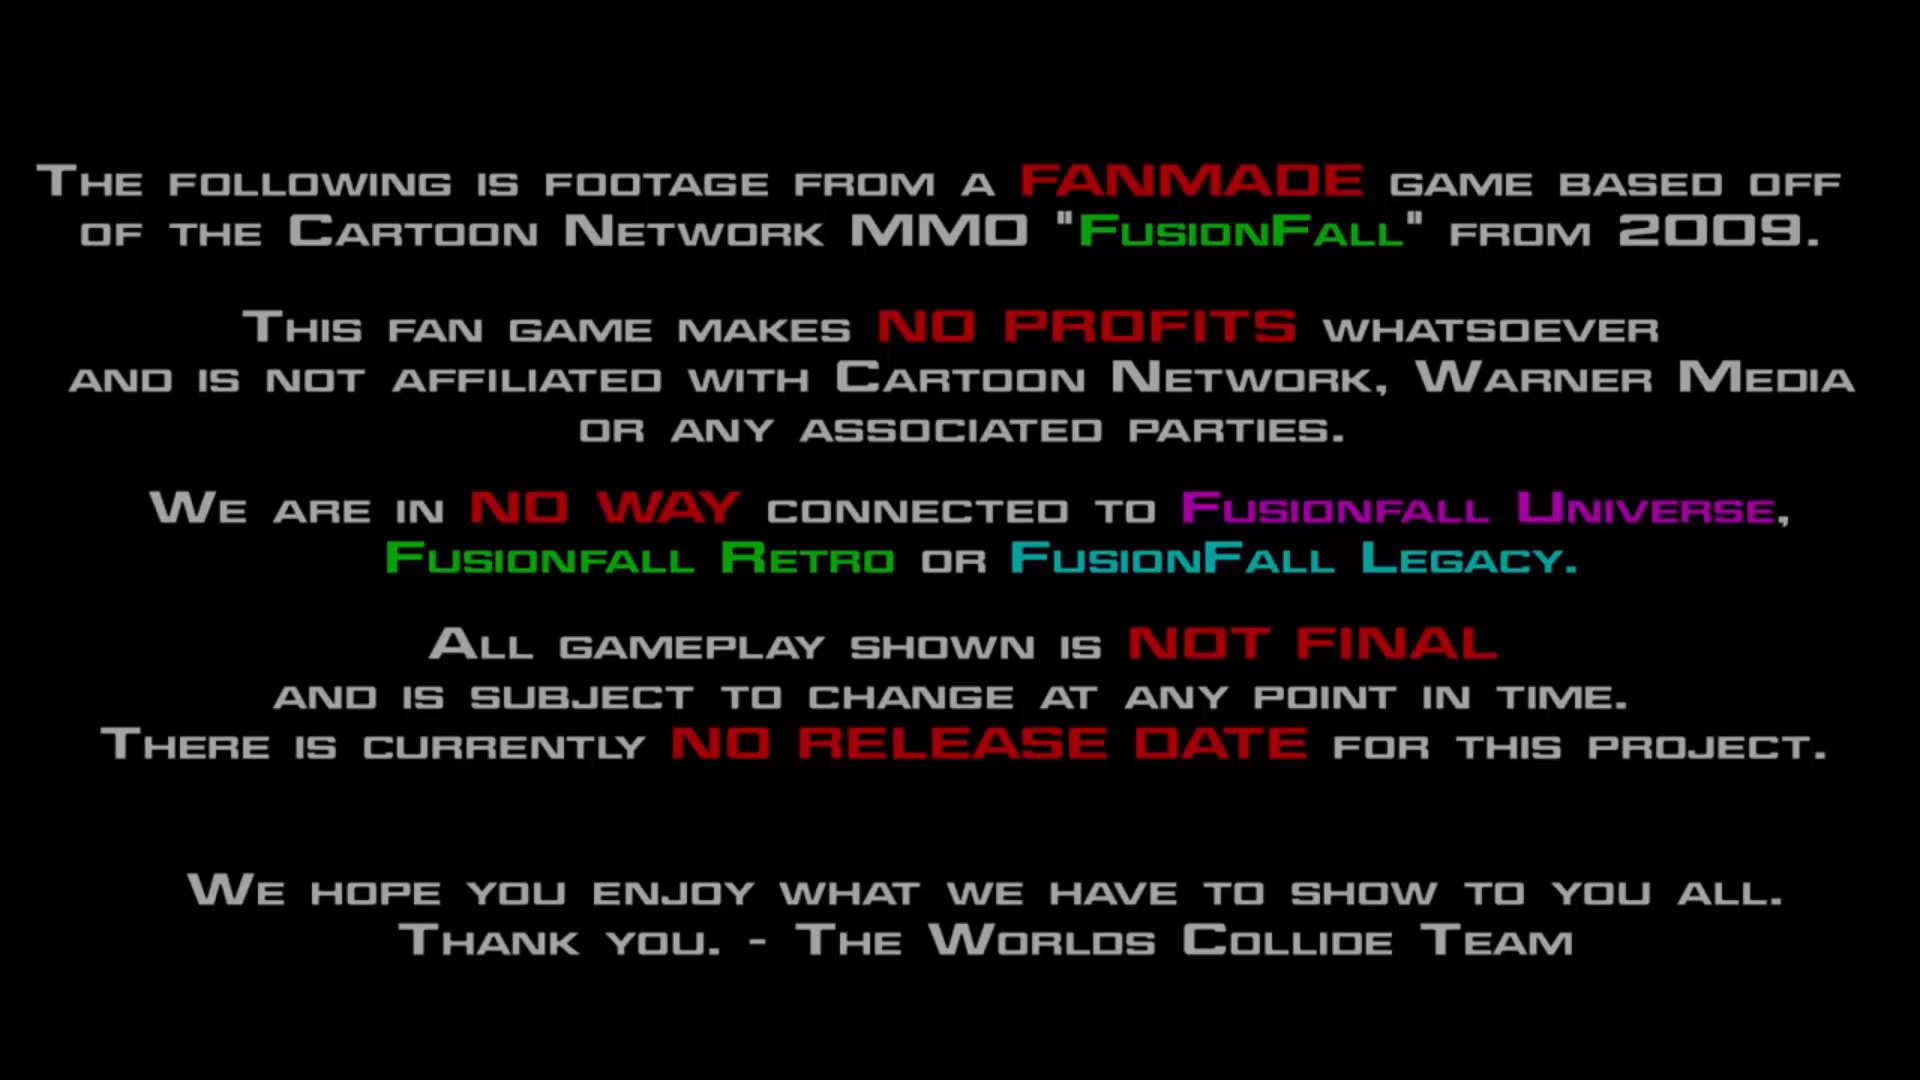 The following is footage from a FANMADE game based off
of the Cartoon Network MMO "FusionFall" from 2009.
This fan game makes NO PROFITS whatsoever
and is not affiliated with Cartoon Network, Warner Media
or any associated parties.
We are in NO WAY connected to Fusionfall Universe,
Fusionfall Retro or FusionFall Legacy.
All gameplay shown is NOT FINAL
and is subject to change at any point in time.
There is currently NO RELEASE DATE for this project.
We hope you enjoy what we have to show to you all.
Thank you. - The Worlds Collide Team